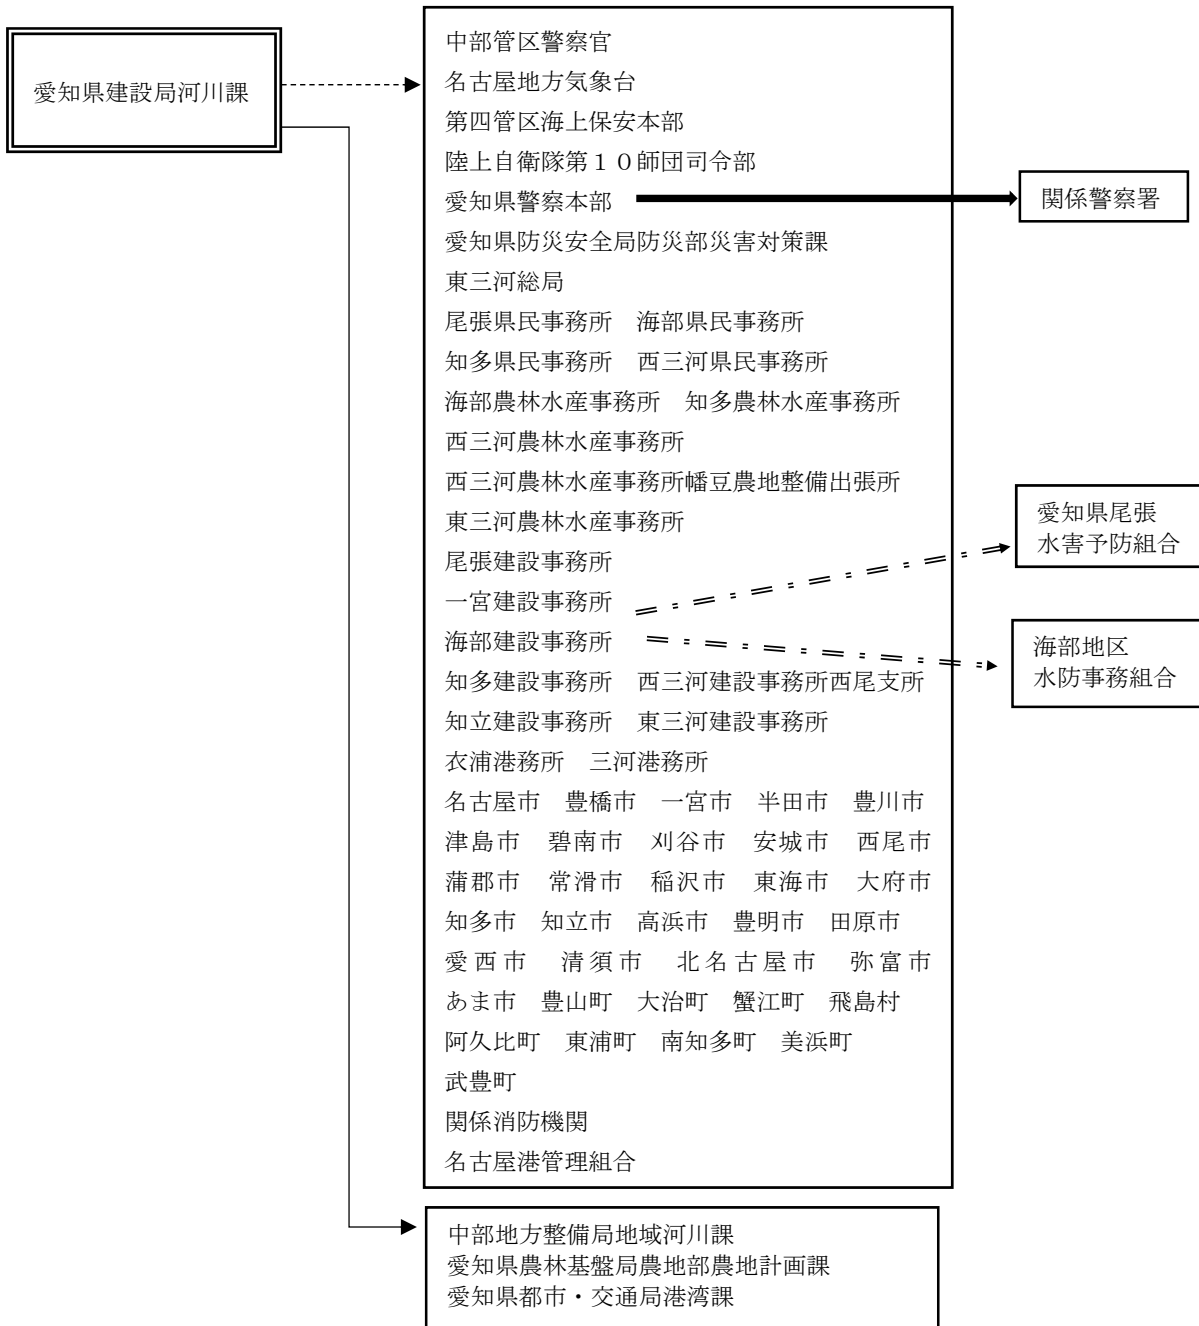 愛知県建設局河川課
中部管区警察官
名古屋地方気象台
第四管区海上保安本部
陸上自衛隊第１０師団司令部
愛知県警察本部
関係警察署
愛知県防災安全局防災部災害対策課
東三河総局
尾張県民事務所　海部県民事務所
知多県民事務所　西三河県民事務所
海部農林水産事務所　知多農林水産事務所
西三河農林水産事務所
西三河農林水産事務所幡豆農地整備出張所
東三河農林水産事務所
尾張建設事務所
一宮建設事務所
愛知県尾張
水害予防組合
海部建設事務所
海部地区
水防事務組合
知多建設事務所　西三河建設事務所西尾支所
知立建設事務所　東三河建設事務所
衣浦港務所　三河港務所
名古屋市　豊橋市　一宮市　半田市　豊川市
津島市　碧南市　刈谷市　安城市　西尾市
蒲郡市　常滑市　稲沢市　東海市　大府市
知多市　知立市　高浜市　豊明市　田原市
愛西市　清須市　北名古屋市　弥富市
あま市　豊山町　大治町　蟹江町　飛島村
阿久比町　東浦町　南知多町　美浜町
武豊町
関係消防機関
名古屋港管理組合
中部地方整備局地域河川課
愛知県農林基盤局農地部農地計画課
愛知県都市・交通局港湾課